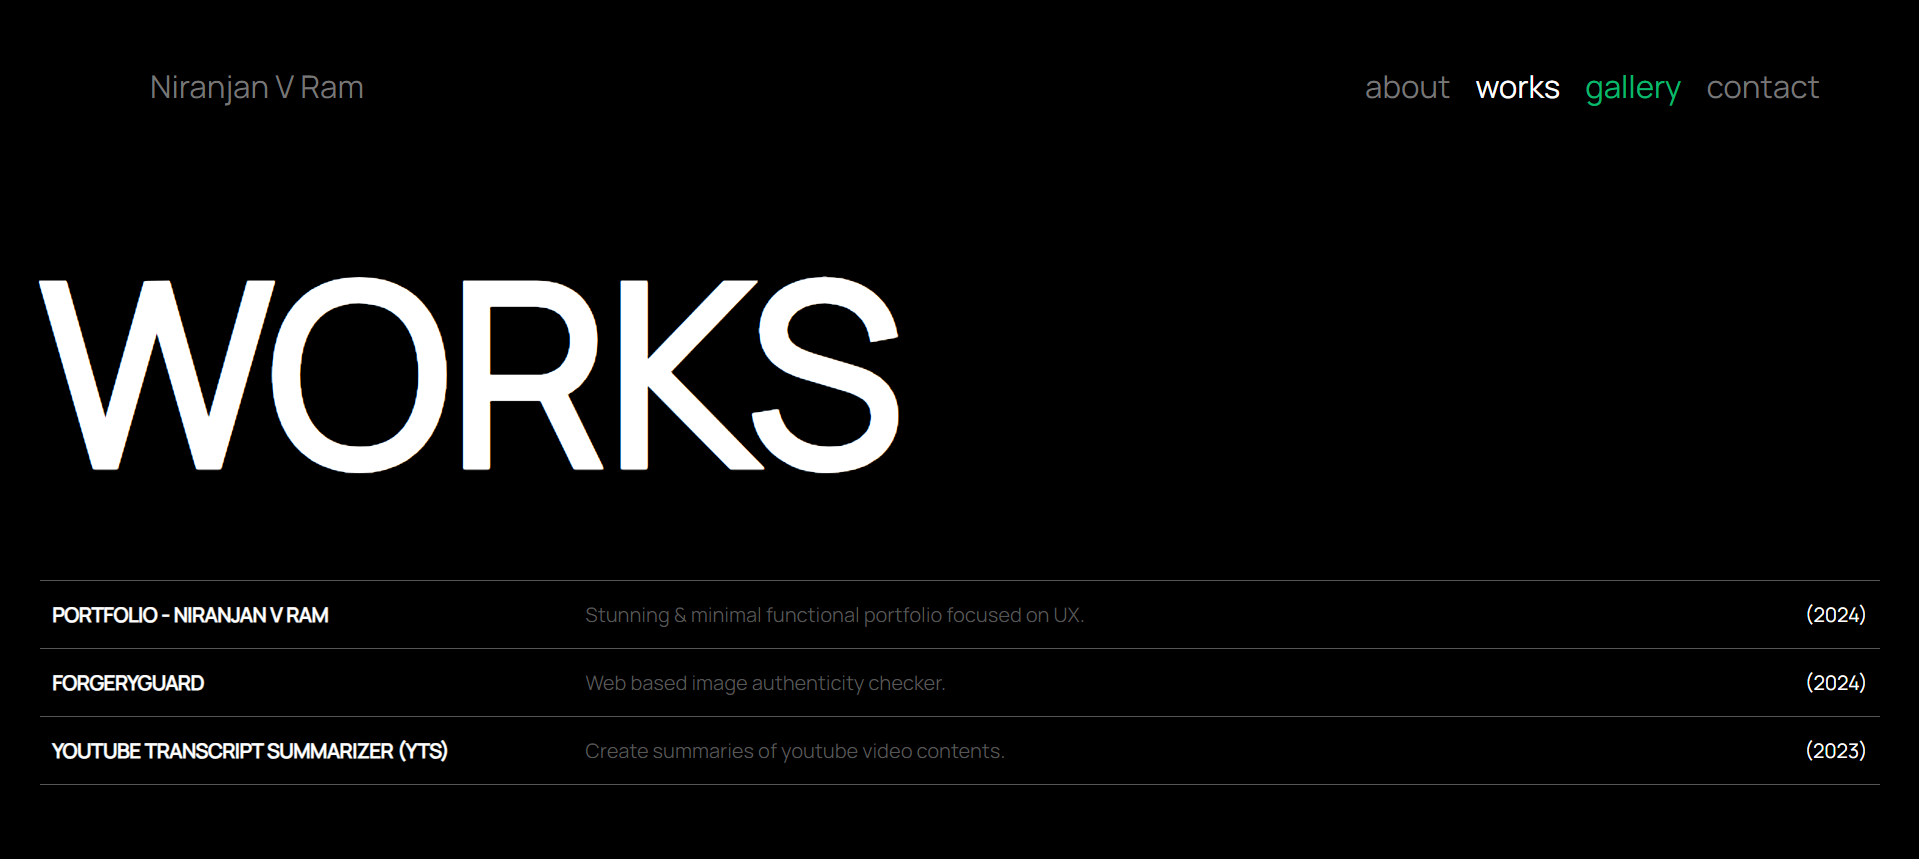 Niranjan V Ram
about works gallery contact
WORKS
PORTFOLIO - NIRANJAN V RAM Stunning & minimal functional portfolio focused on UX. (2024)
FORGERYGUARD Web based image authenticity checker. (2024)
YOUTUBE TRANSCRIPT SUMMARIZER (YTS) Create summaries of youtube video contents. (2023)